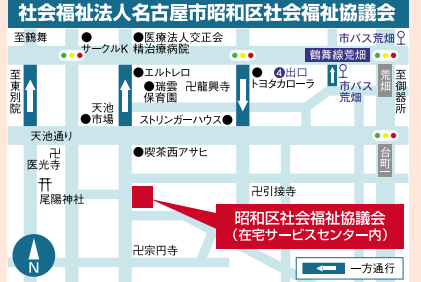 社会福祉法人名古屋市昭和区社会福祉協議会
至鶴舞
サークルK
医療法人交正会
精治療病院
市バス荒畑
鶴舞線荒畑
エルトレロ
④出口
トヨタカローラ
至東別院
瑞雲
保育園
卍龍興寺
市バス
荒畑
荒畑
至御器所
天池
市場
ストリンガーハウス
天池通り
卍
医光寺
喫茶西アサヒ
台町
尾陽神社
卍引接寺
昭和区社会福祉協議会
(在宅サービスセンター内)
卍宗円寺
N
一方通行